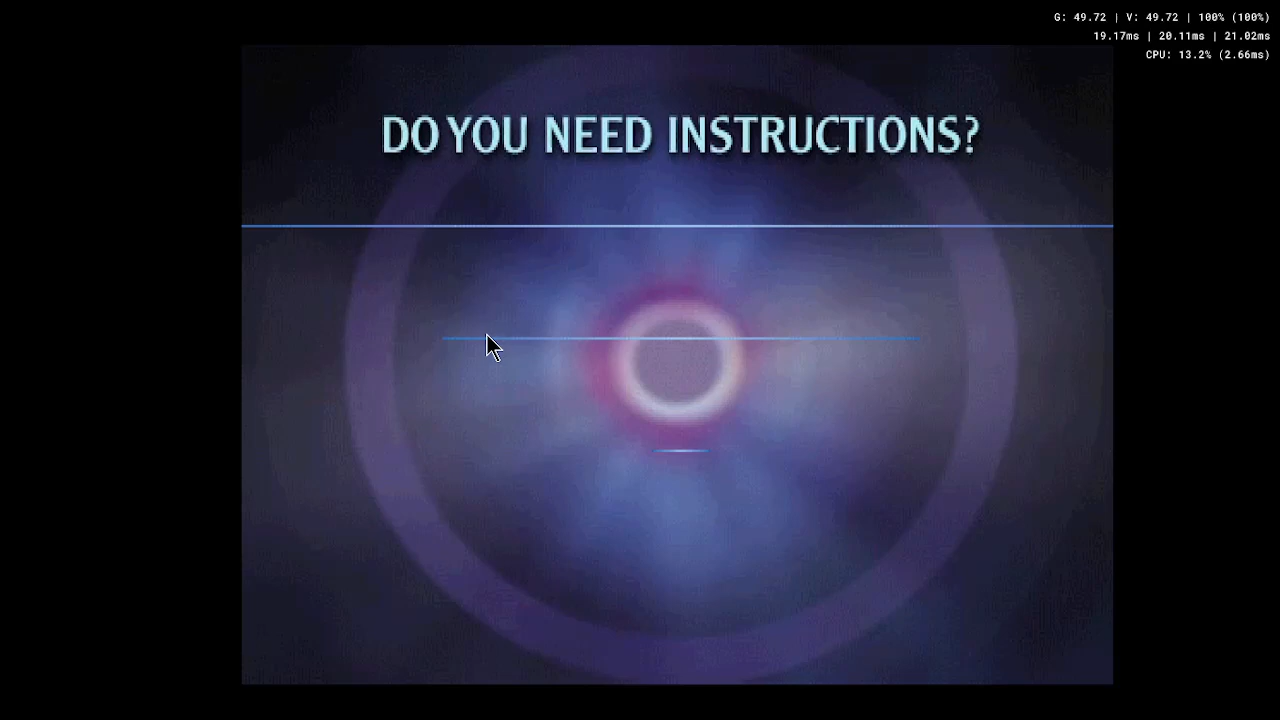 G: 49.72 | V: 49.72 | 100% (100%)
19.17ms | 20.11ms | 21.02ms
CPU: 13.2% (2.66ms)
DO YOU NEED INSTRUCTIONS?